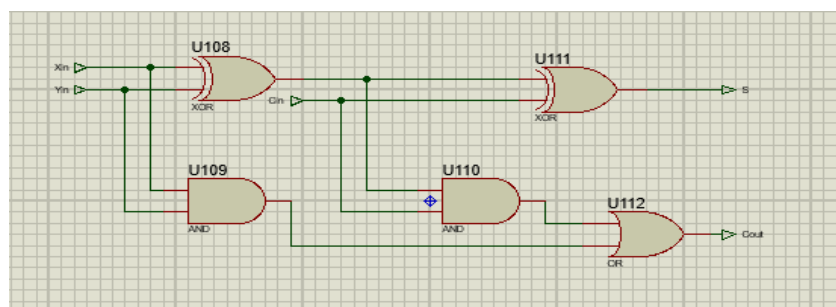 U108
U111
Xin
Yin
Cin
S
XOR
XOR
U109
U110
U112
AND
AND
Cout
OR